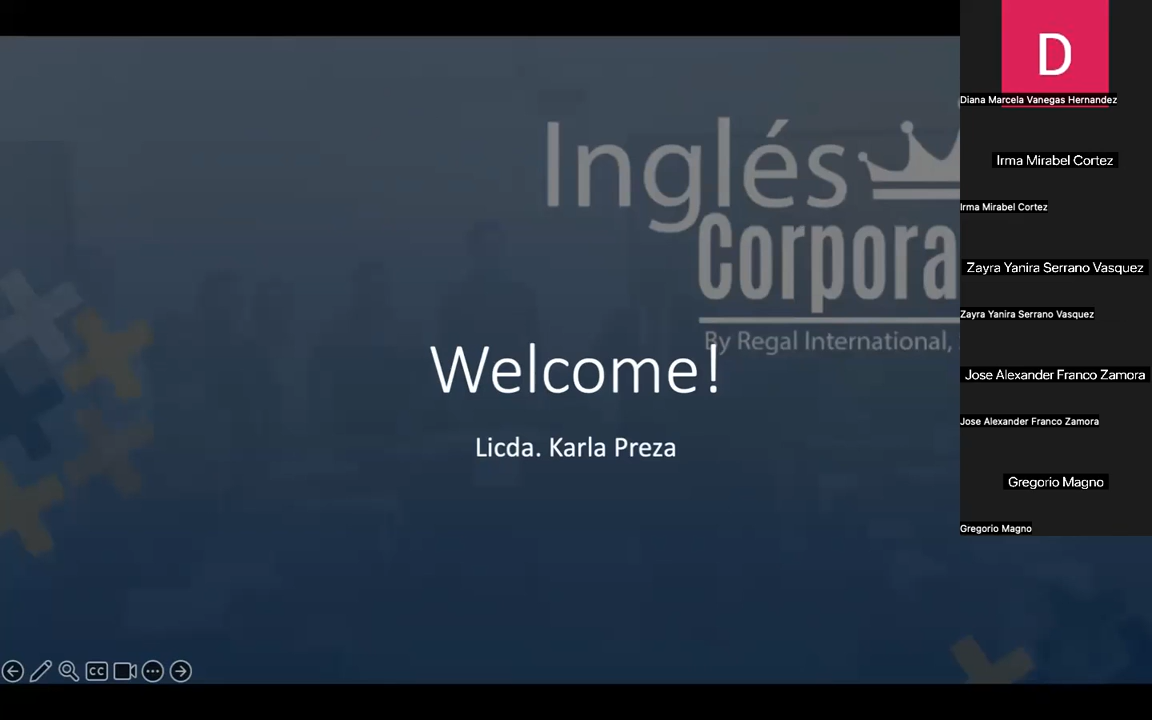 Inglés
Corpora
By Regal International,
Welcome!
Licda. Karla Preza
CC
D
Diana Marcela Vanegas Hernandez
Irma Mirabel Cortez
Irma Mirabel Cortez
Zayra Yanira Serrano Vasquez
Zayra Yanira Serrano Vasquez
Jose Alexander Franco Zamora
Jose Alexander Franco Zamora
Gregorio Magno
Gregorio Magno